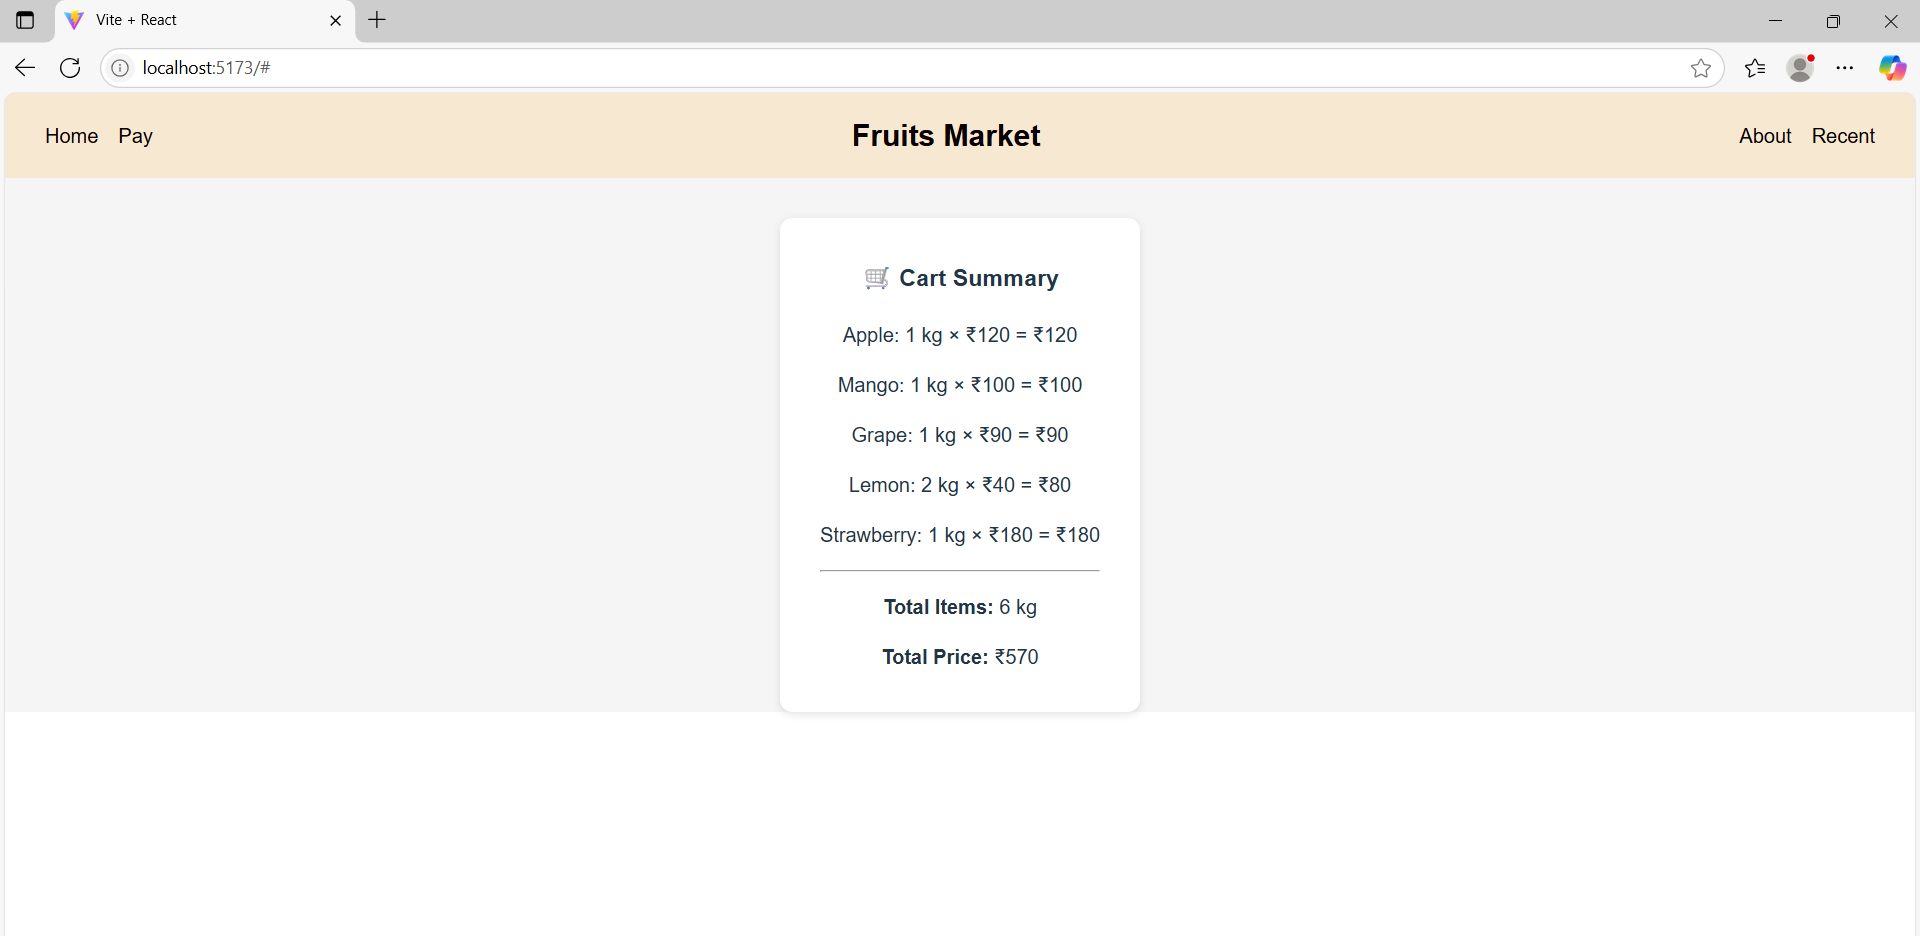 Vite + React
localhost:5173/#
Home Pay Fruits Market About Recent
🛒 Cart Summary
Apple: 1 kg × ₹120 = ₹120
Mango: 1 kg × ₹100 = ₹100
Grape: 1 kg × ₹90 = ₹90
Lemon: 2 kg × ₹40 = ₹80
Strawberry: 1 kg × ₹180 = ₹180
Total Items: 6 kg
Total Price: ₹570